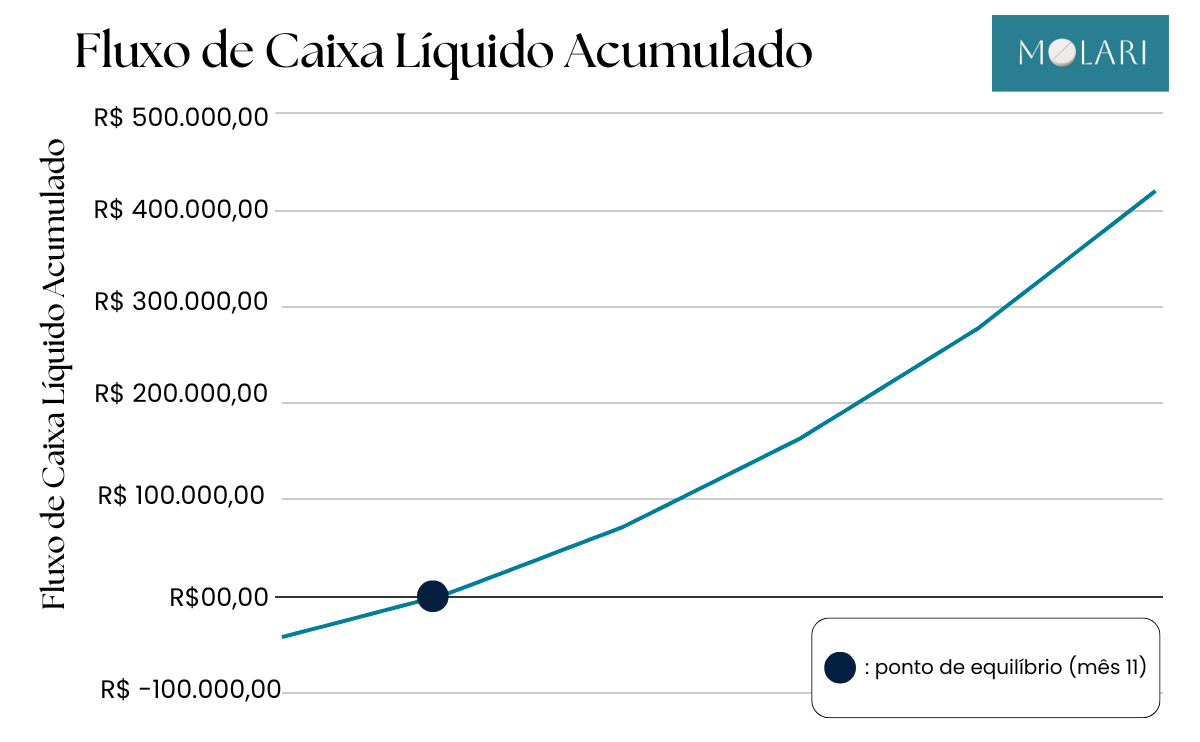 Fluxo de Caixa Líquido Acumulado
MOLARI
Fluxo de Caixa Líquido Acumulado
R$ 500.000,00
R$ 400.000,00
R$ 300.000,00
R$ 200.000,00
R$ 100.000,00
R$00,00
R$ -100.000,00
: ponto de equilíbrio (mês 11)